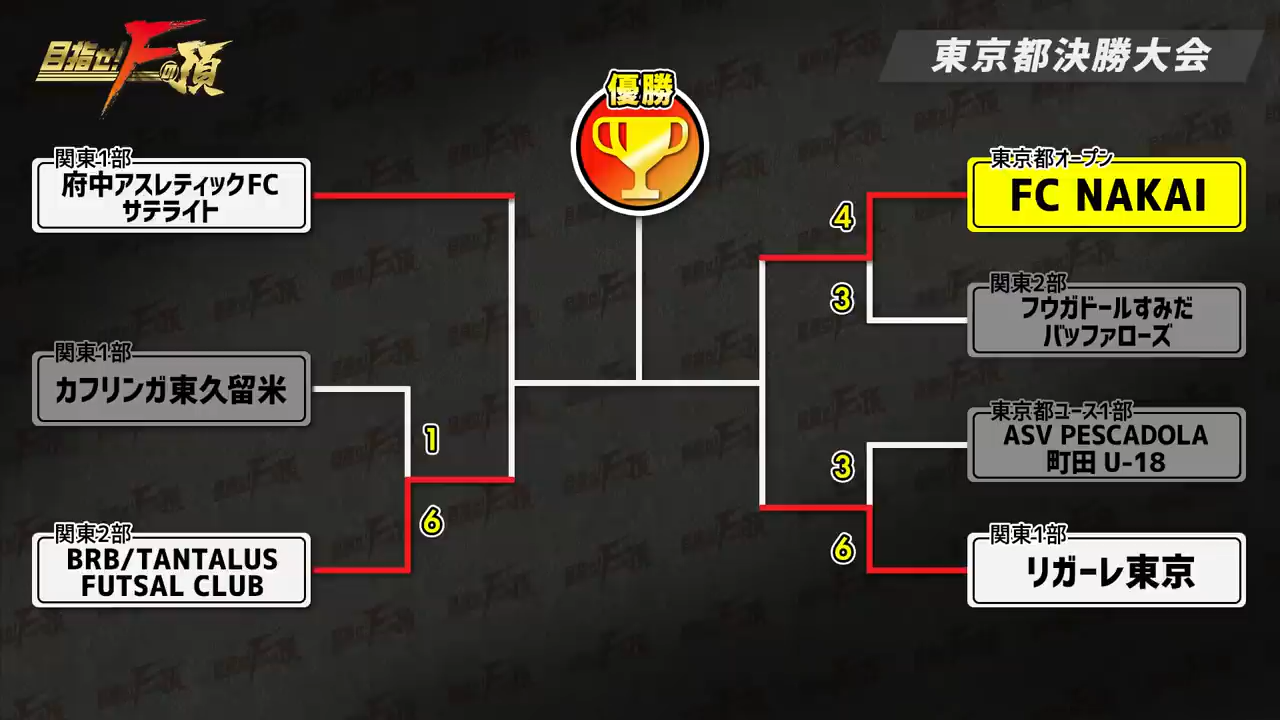 目指せ!Fの頂
東京都決勝大会
優勝
関東1部
府中アスレティックFC
サテライト
関東1部
カフリンガ東久留米
1
6
関東2部
BRB/TANTALUS
FUTSAL CLUB
東京都オープン
FC NAKAI
4
3
関東2部
フウガドールすみだ
バッファローズ
東京都ユース1部
ASV PESCADOLA
町田 U-18
3
6
関東1部
リガーレ東京